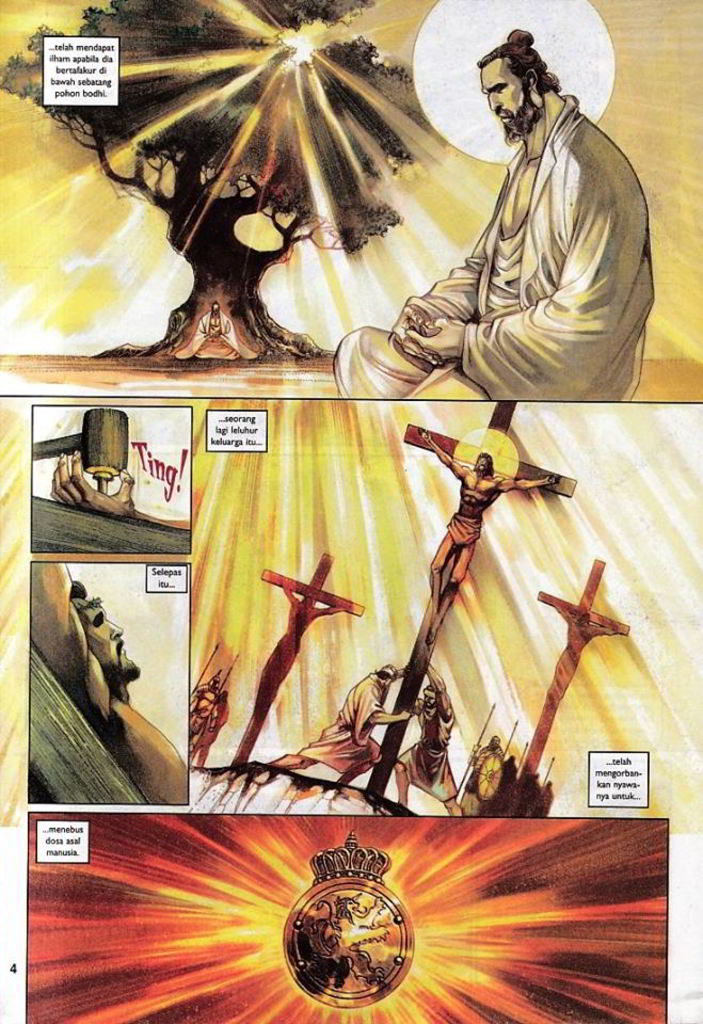 ...telah mendapat
ilham apabila dia
bertafakur di
bawah sebatang
pohon bodhi.
Ting!
...seorang
lagi leluhur
keluarga itu...
Selepas
itu...
...telah
mengorban-
kan nyawa-
nya untuk...
...menebus
dosa asal
manusia.
4